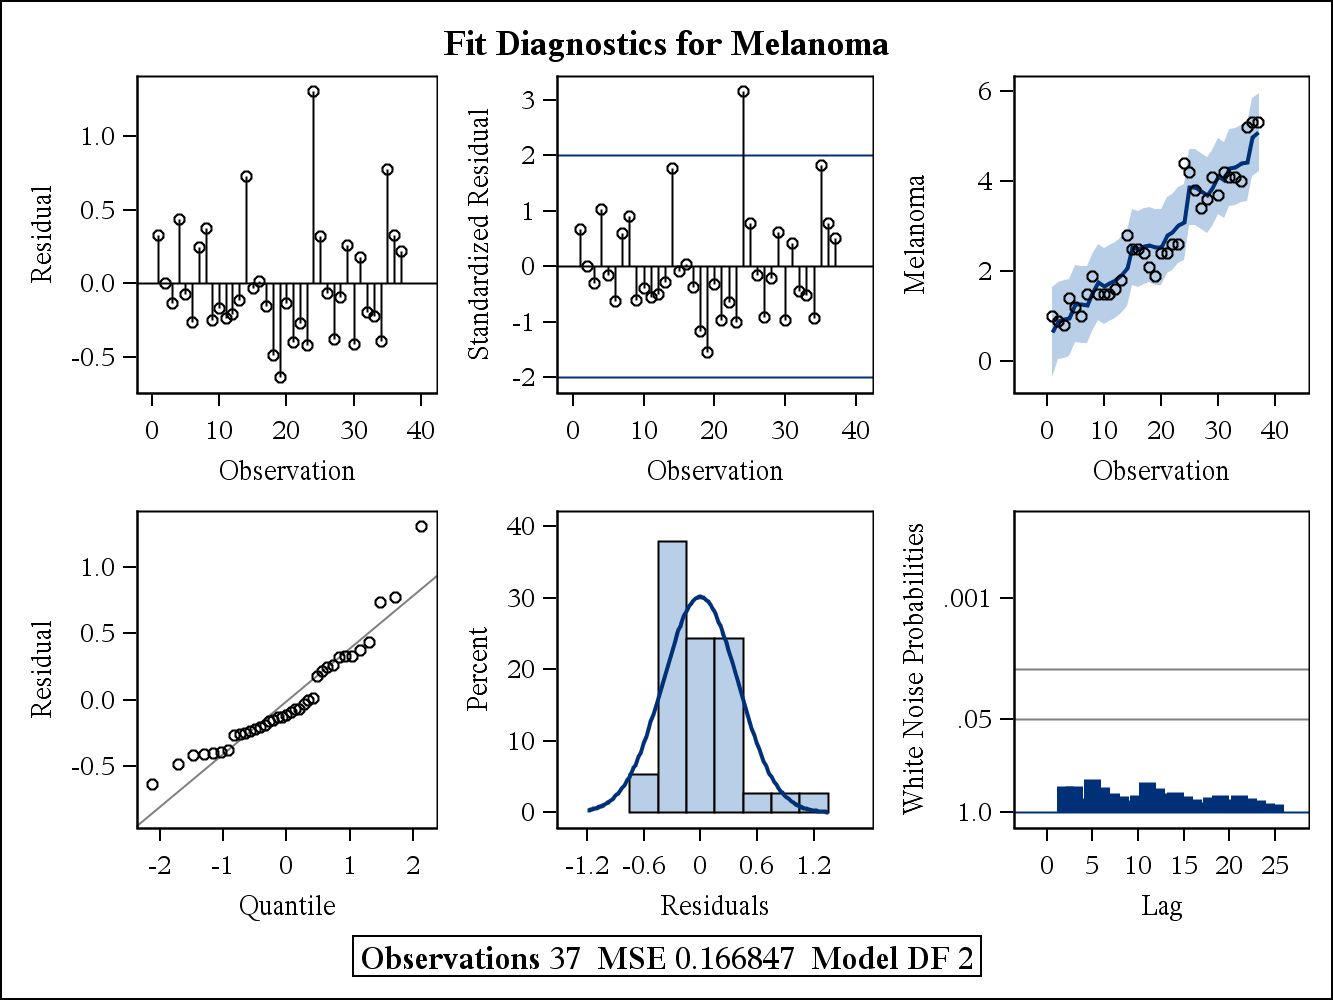 Fit Diagnostics for Melanoma
Residual
1.0
0.5
0.0
-0.5
0 10 20 30 40
Observation
Standardized Residual
3
2
1
0
-1
-2
0 10 20 30 40
Observation
Melanoma
6
4
2
0
0 10 20 30 40
Observation
Residual
1.0
0.5
0.0
-0.5
-2 -1 0 1 2
Quantile
Percent
40
30
20
10
0
-1.2 -0.6 0 0.6 1.2
Residuals
White Noise Probabilities
.001
.05
1.0
0 5 10 15 20 25
Lag
Observations 37 MSE 0.166847 Model DF 2